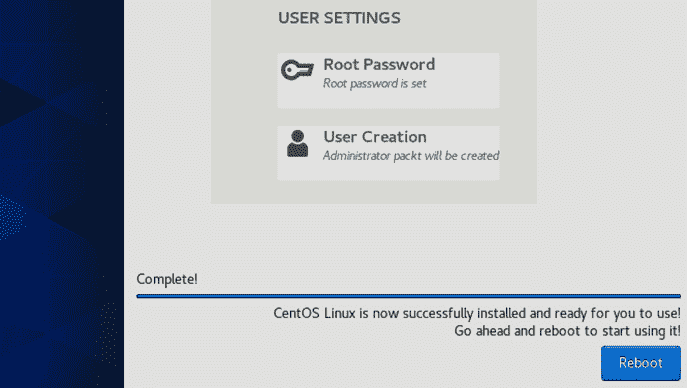 USER SETTINGS
Root Password
Root password is set
User Creation
Administrator packt will be created
Complete!
CentOS Linux is now successfully installed and ready for you to use!
Go ahead and reboot to start using it!
Reboot